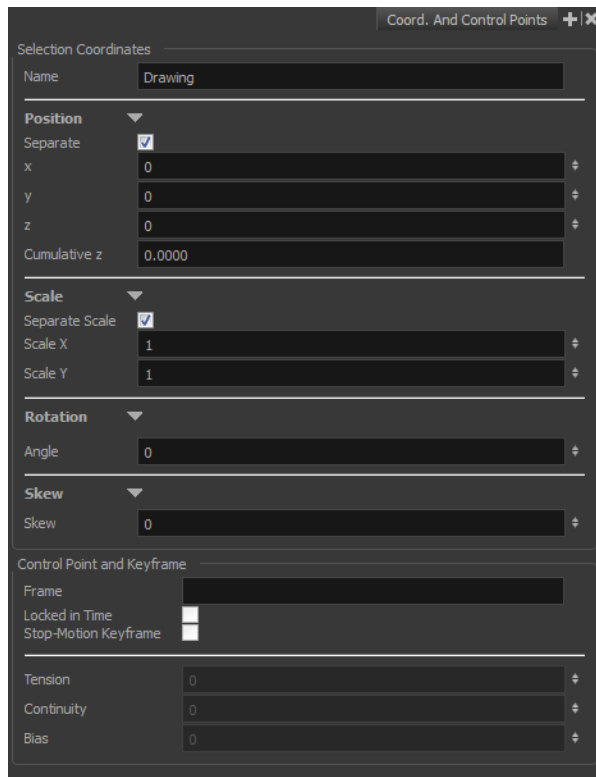 Coord. And Control Points
Selection Coordinates
Name Drawing
Position
Separate
x 0
y 0
z 0
Cumulative z 0.0000
Scale
Separate Scale
Scale X 1
Scale Y 1
Rotation
Angle 0
Skew
Skew 0
Control Point and Keyframe
Frame
Locked in Time
Stop-Motion Keyframe
Tension 0
Continuity 0
Bias 0